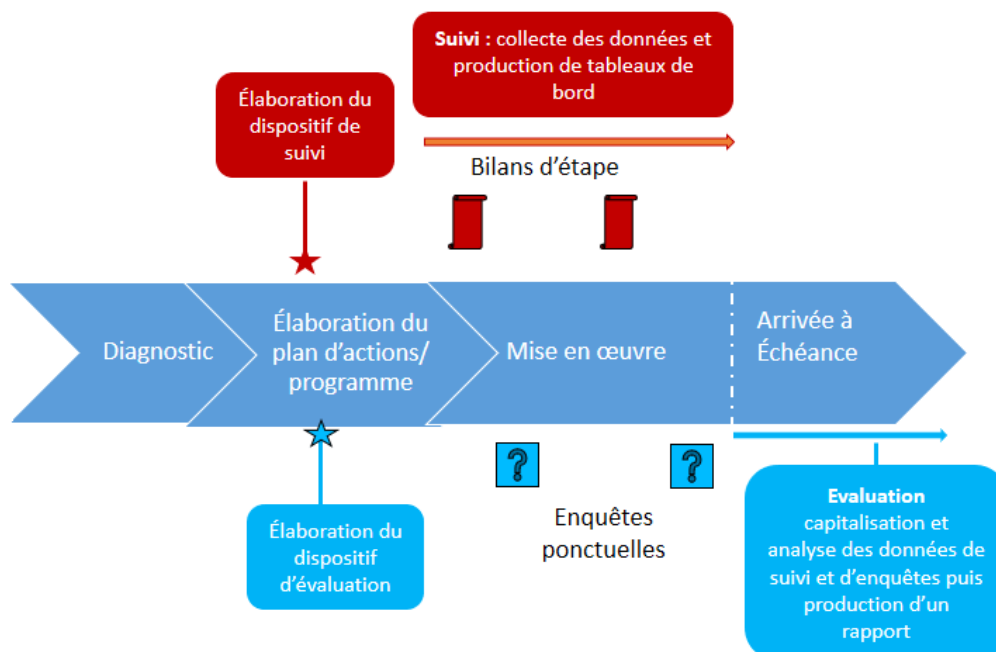 Suivi : collecte des données et
production de tableaux de
bord
Élaboration du
dispositif de
suivi
Bilans d'étape
Diagnostic
Élaboration du
plan d'actions/
programme
Mise en œuvre
Arrivée à
Échéance
?
?
Enquêtes
ponctuelles
Élaboration du
dispositif
d'évaluation
Evaluation
capitalisation et
analyse des données de
suivi et d'enquêtes puis
production d'un
rapport